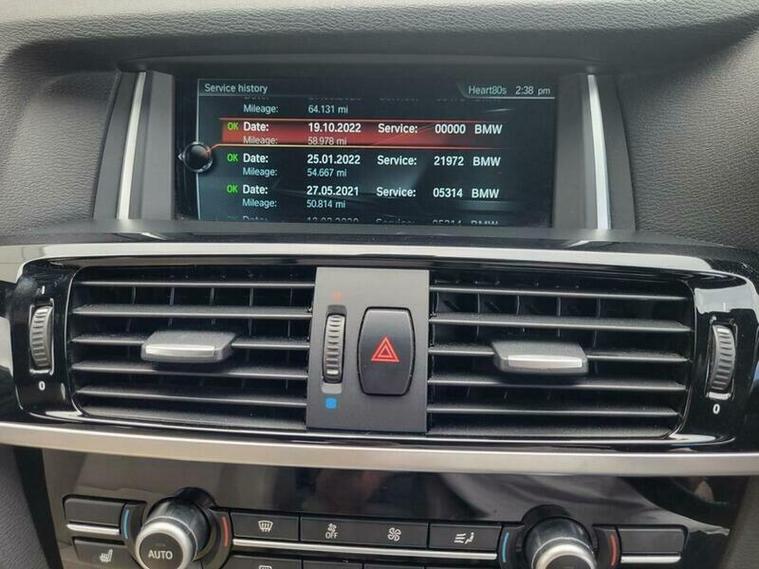 Service history Heart80s 2:38 pm
Mileage: 64.131 mi
OK Date: 19.10.2022 Service: 00000 BMW
Mileage: 58.978 mi
OK Date: 25.01.2022 Service: 21972 BMW
Mileage: 54.667 mi
OK Date: 27.05.2021 Service: 05314 BMW
Mileage: 50.814 mi
0
0
OFF
AUTO